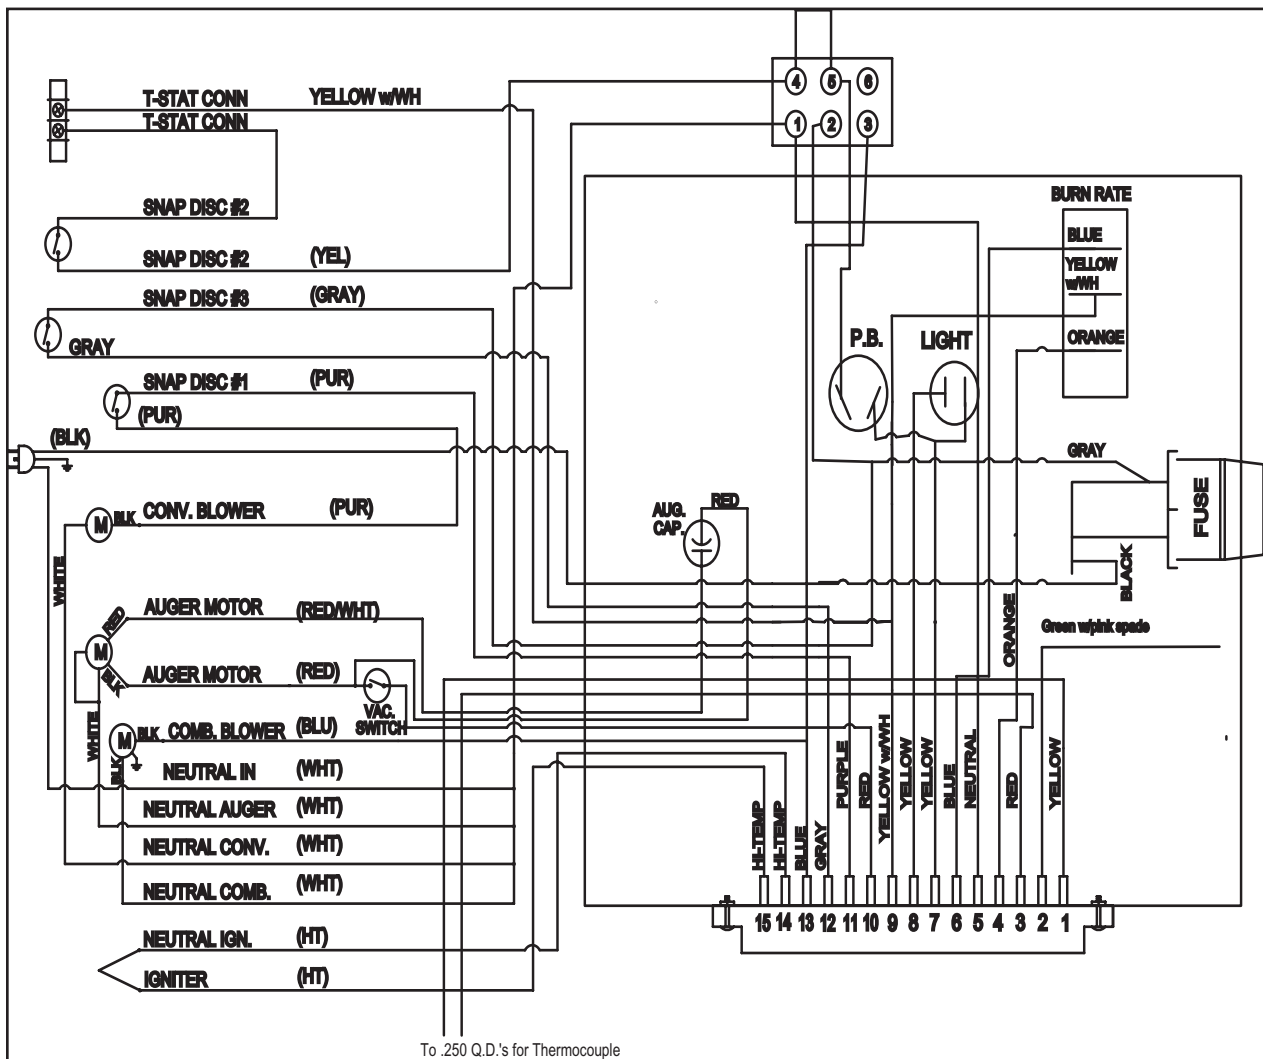 4 5 6
1 2 3
T-STAT CONN YELLOW w/WH
T-STAT CONN
SNAP DISC #2
SNAP DISC #2 (YEL)
SNAP DISC #3 (GRAY)
GRAY
SNAP DISC #1 (PUR)
(PUR)
(BLK)
M BLK CONV. BLOWER (PUR)
WHITE
RED AUGER MOTOR (RED/WHT)
M
BLK AUGER MOTOR (RED)
VAC.
SWITCH
WHITE
M BLK COMB. BLOWER (BLU)
BLK
NEUTRAL IN (WHT)
NEUTRAL AUGER (WHT)
NEUTRAL CONV. (WHT)
NEUTRAL COMB. (WHT)
NEUTRAL IGN. (HT)
IGNITER (HT)
To .250 Q.D.'s for Thermocouple
BURN RATE
BLUE
YELLOW
w/WH
ORANGE
P.B. LIGHT
GRAY
FUSE
BLACK
AUG.
CAP.
RED
ORANGE
Green w/pink spade
HI-TEMP
HI-TEMP
BLUE
GRAY
PURPLE
RED
YELLOW w/WH
YELLOW
YELLOW
BLUE
NEUTRAL
RED
YELLOW
15 14 13 12 11 10 9 8 7 6 5 4 3 2 1